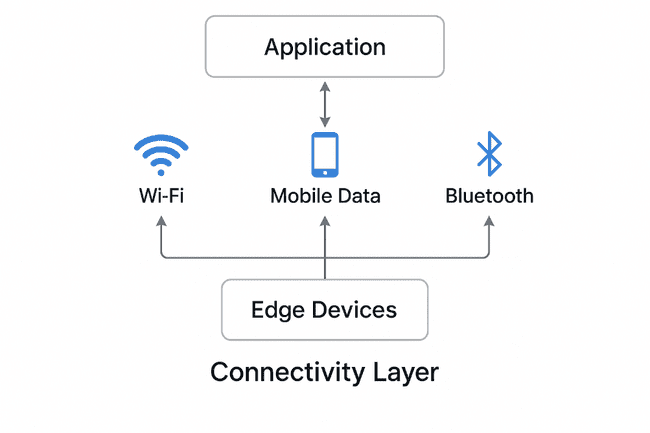 Application
Wi-Fi
Mobile Data
Bluetooth
Edge Devices
Connectivity Layer